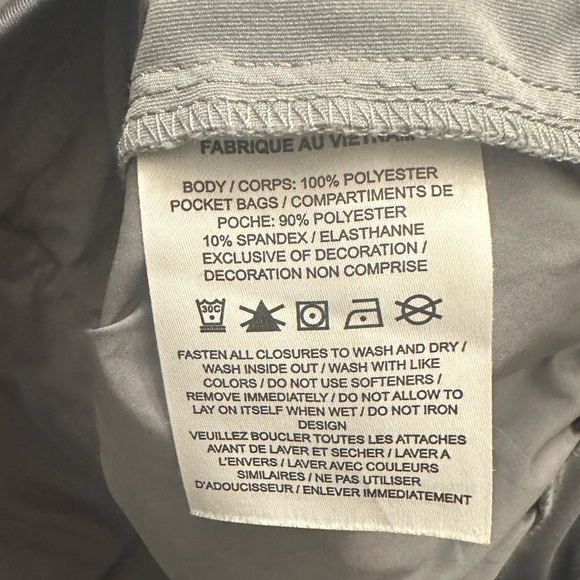 FABRIQUE AU VIETNAM
BODY / CORPS: 100% POLYESTER
POCKET BAGS / COMPARTIMENTS DE
POCHE: 90% POLYESTER
10% SPANDEX / ELASTHANNE
EXCLUSIVE OF DECORATION /
DECORATION NON COMPRISE
30C
FASTEN ALL CLOSURES TO WASH AND DRY /
WASH INSIDE OUT / WASH WITH LIKE
COLORS / DO NOT USE SOFTENERS /
REMOVE IMMEDIATELY / DO NOT ALLOW TO
LAY ON ITSELF WHEN WET / DO NOT IRON
DESIGN
VEUILLEZ BOUCLER TOUTES LES ATTACHES
AVANT DE LAVER ET SECHER / LAVER A
L'ENVERS / LAVER AVEC COULEURS
SIMILAIRES / NE PAS UTILISER
D'ADOUCISSEUR / ENLEVER IMMEDIATEMENT